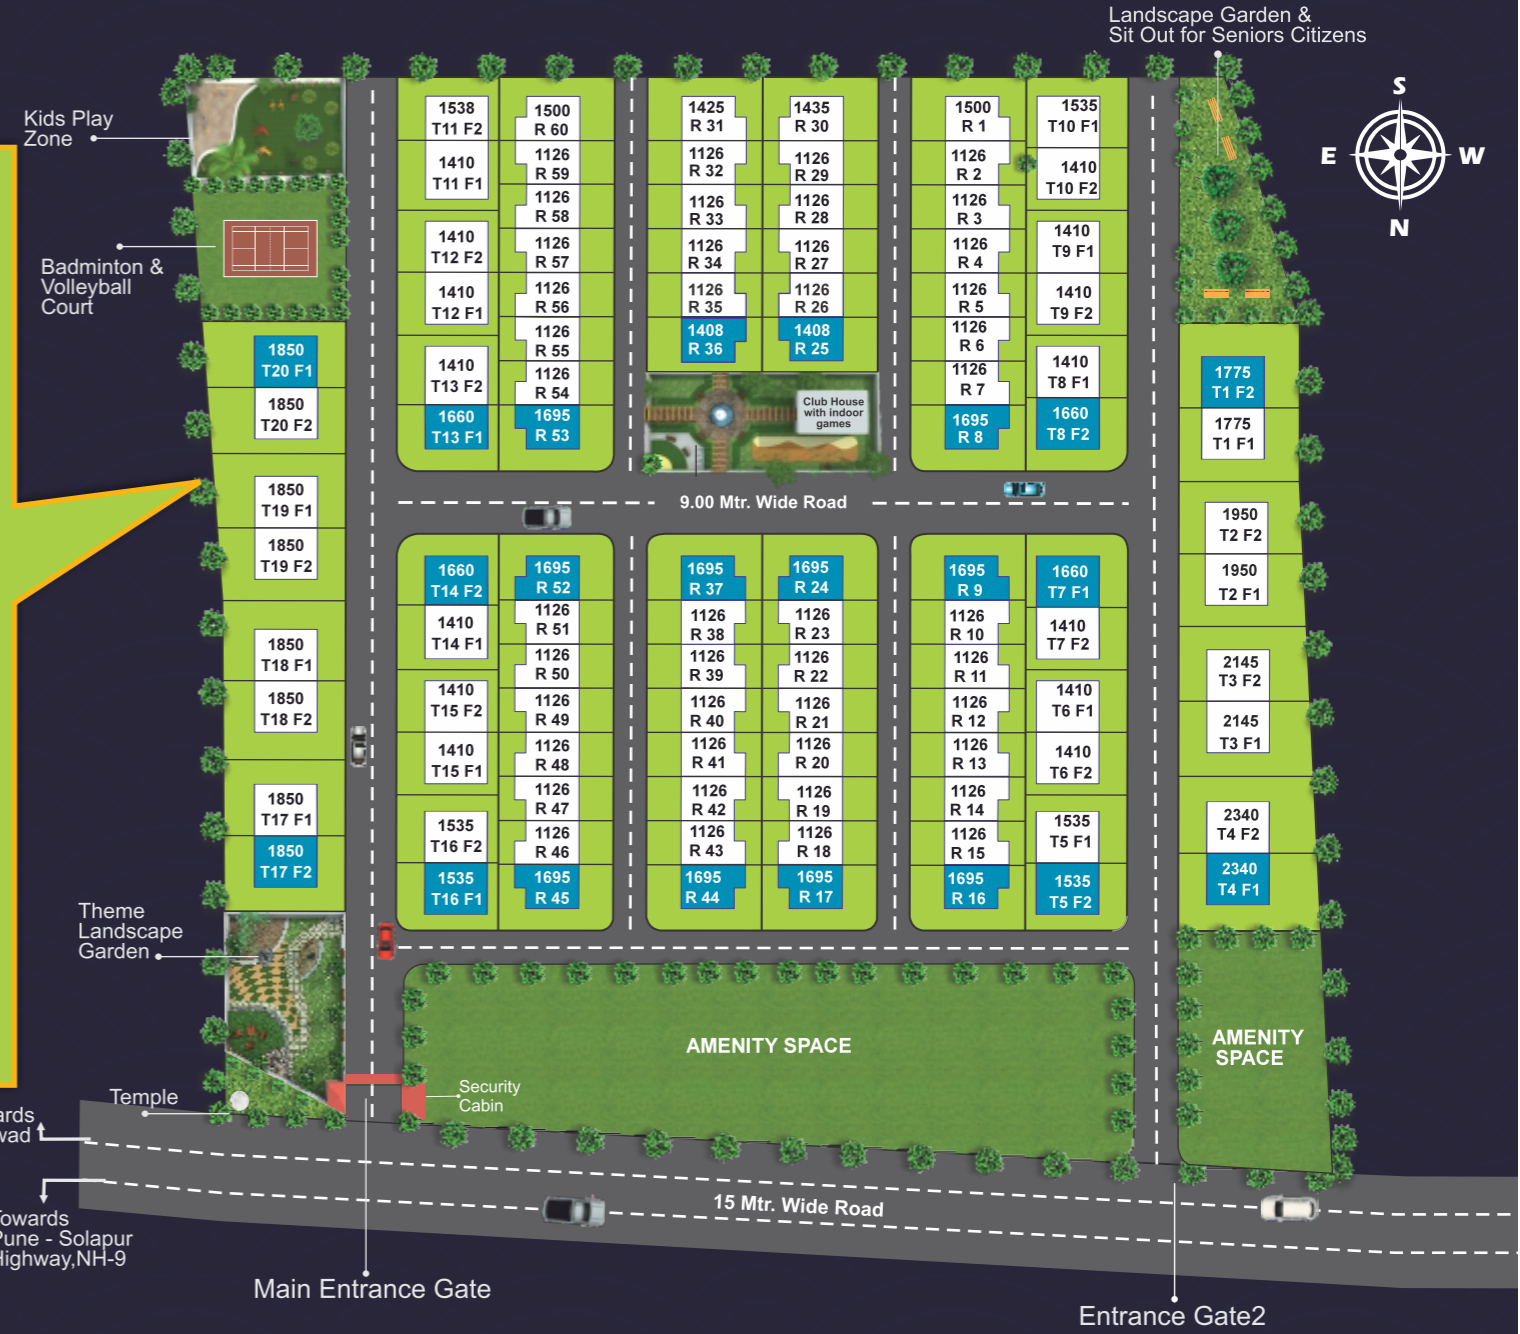 Landscape Garden &
Sit Out for Seniors Citizens
S
E
W
N
Kids Play
Zone
Badminton &
Volleyball
Court
1538
T11 F2
1410
T11 F1
1410
T12 F2
1410
T12 F1
1410
T13 F2
1660
T13 F1
1500
R 60
1126
R 59
1126
R 58
1126
R 57
1126
R 56
1126
R 55
1126
R 54
1695
R 53
1425
R 31
1126
R 32
1126
R 33
1126
R 34
1126
R 35
1408
R 36
1435
R 30
1126
R 29
1126
R 28
1126
R 27
1126
R 26
1408
R 25
Club House
with indoor
games
1500
R 1
1126
R 2
1126
R 3
1126
R 4
1126
R 5
1126
R 6
1126
R 7
1695
R 8
1535
T10 F1
1410
T10 F2
1410
T9 F1
1410
T9 F2
1410
T8 F1
1660
T8 F2
1850
T20 F1
1850
T20 F2
1850
T19 F1
1850
T19 F2
1850
T18 F1
1850
T18 F2
1850
T17 F1
1850
T17 F2
1775
T1 F2
1775
T1 F1
1950
T2 F2
1950
T2 F1
2145
T3 F2
2145
T3 F1
2340
T4 F2
2340
T4 F1
9.00 Mtr. Wide Road
1660
T14 F2
1410
T14 F1
1410
T15 F2
1410
T15 F1
1535
T16 F2
1535
T16 F1
1695
R 52
1126
R 51
1126
R 50
1126
R 49
1126
R 48
1126
R 47
1126
R 46
1695
R 45
1695
R 37
1126
R 38
1126
R 39
1126
R 40
1126
R 41
1126
R 42
1126
R 43
1695
R 44
1695
R 24
1126
R 23
1126
R 22
1126
R 21
1126
R 20
1126
R 19
1126
R 18
1695
R 17
1695
R 9
1126
R 10
1126
R 11
1126
R 12
1126
R 13
1126
R 14
1126
R 15
1695
R 16
1660
T7 F1
1410
T7 F2
1410
T6 F1
1410
T6 F2
1535
T5 F1
1535
T5 F2
Theme
Landscape
Garden
AMENITY SPACE
AMENITY
SPACE
Temple
Security
Cabin
ards
wad
Towards
Pune - Solapur
Highway,NH-9
15 Mtr. Wide Road
Main Entrance Gate
Entrance Gate2